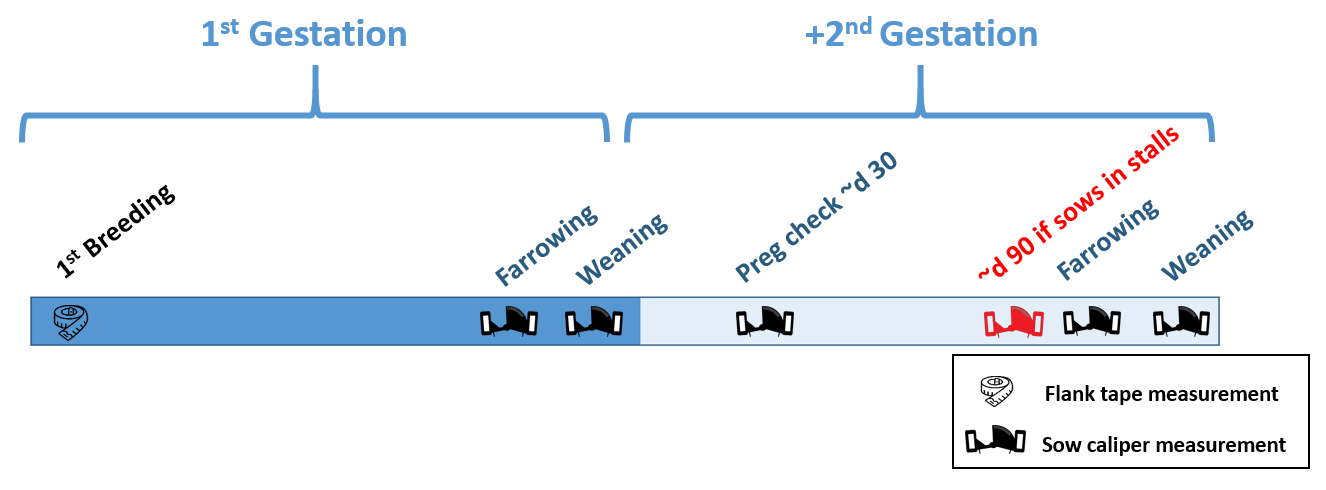 1st Gestation
+2nd Gestation
1st Breeding
Farrowing
Weaning
Preg check ~d 30
~d 90 if sows in stalls
Farrowing
Weaning
Flank tape measurement
Sow caliper measurement